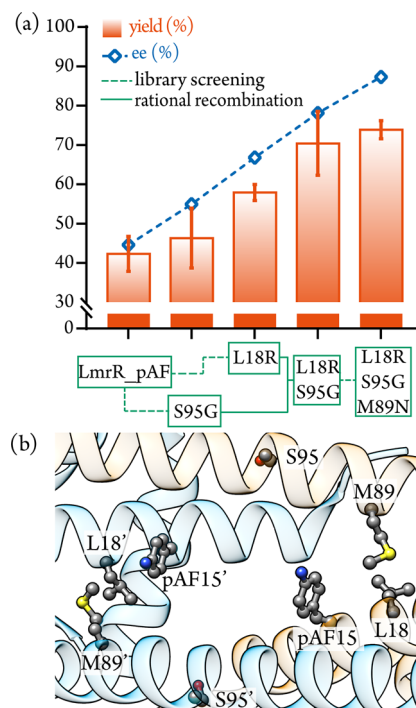 (a)
yield (%)
ee (%)
library screening
rational recombination
100
90
80
70
60
50
40
30
0
LmrR_pAF
S95G
L18R
L18R
S95G
L18R
S95G
M89N
(b)
S95
M89
L18'
pAF15'
pAF15
L18
M89'
S95'